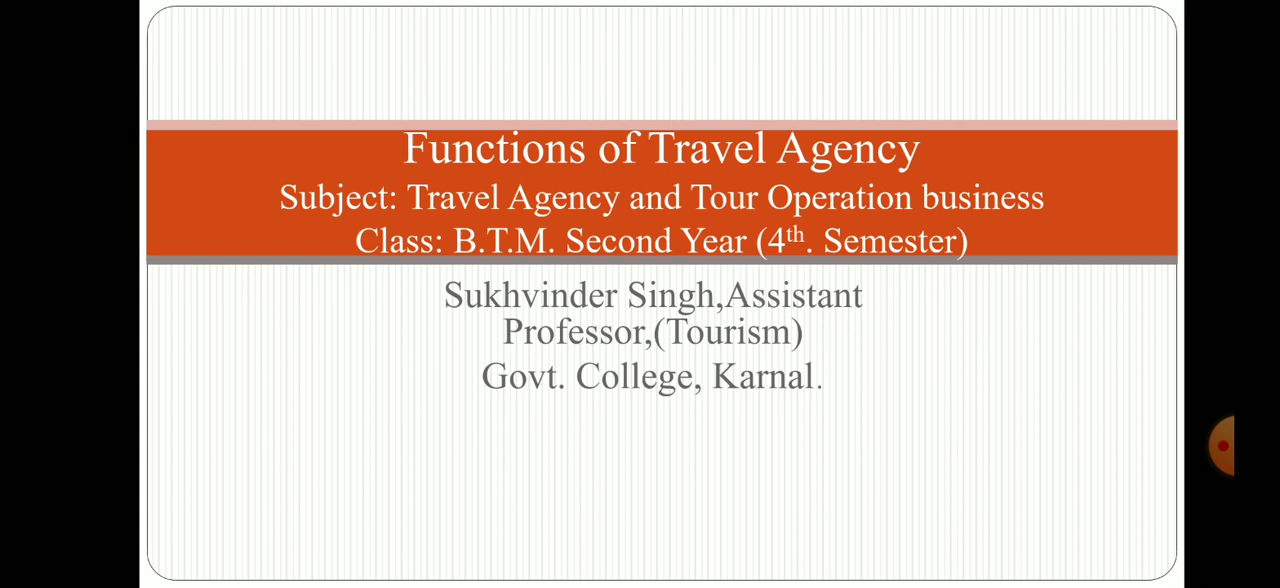 Functions of Travel Agency
Subject: Travel Agency and Tour Operation business
Class: B.T.M. Second Year (4th. Semester)
Sukhvinder Singh,Assistant
Professor,(Tourism)
Govt. College, Karnal.